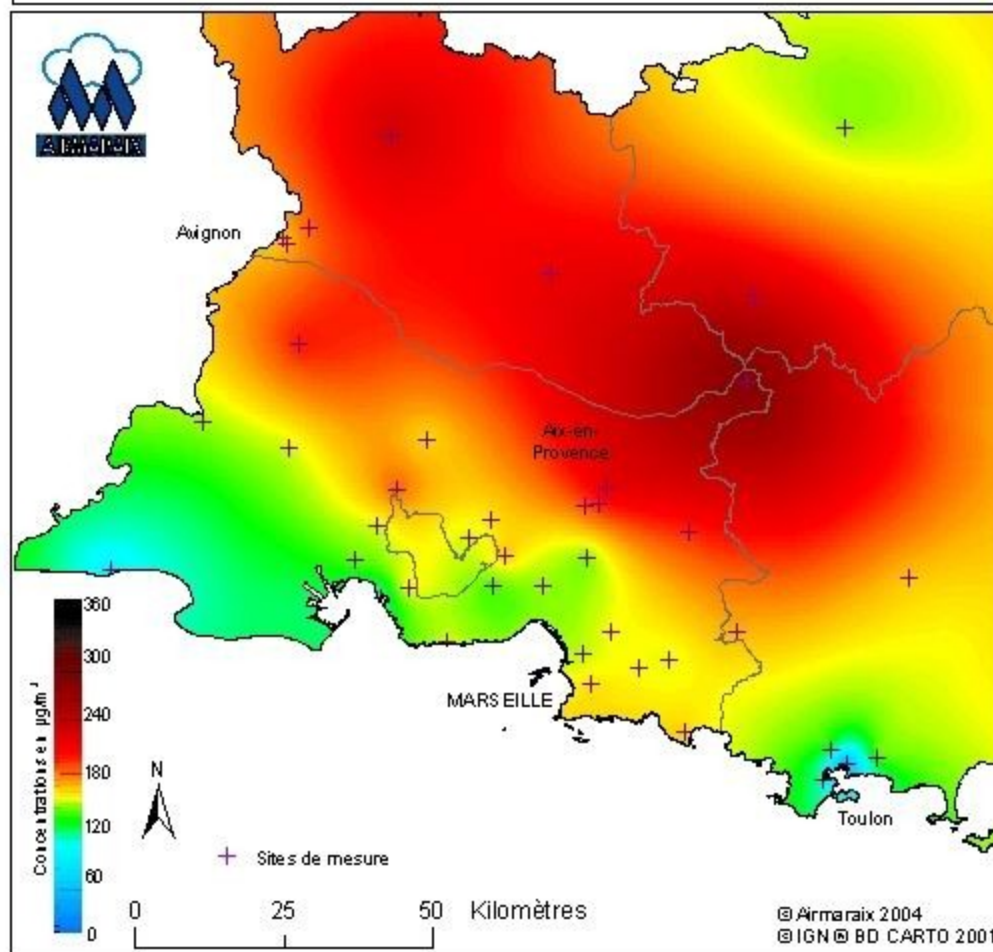 AIRMARAIX
Avignon
Aix-en-
Provence
MARSEILLE
Toulon
Concentrations en µg/m³
360
300
240
180
120
60
0
N
Sites de mesure
0 25 50 Kilomètres
© Airmaraix 2004
© IGN ® BD CARTO 2001